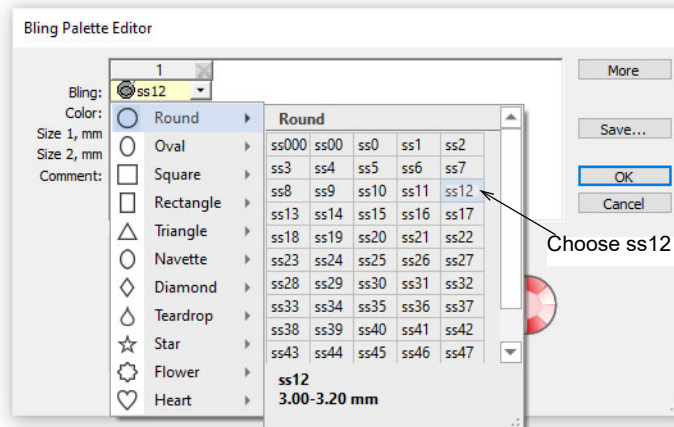 Bling Palette Editor
1
More
Bling: ss12
Color:
Size 1, mm
Size 2, mm
Comment:
Save...
OK
Cancel
Round
Oval
Square
Rectangle
Triangle
Navette
Diamond
Teardrop
Star
Flower
Heart
Round
ss000 ss00 ss0 ss1 ss2
ss3 ss4 ss5 ss6 ss7
ss8 ss9 ss10 ss11 ss12
ss13 ss14 ss15 ss16 ss17
ss18 ss19 ss20 ss21 ss22
ss23 ss24 ss25 ss26 ss27
ss28 ss29 ss30 ss31 ss32
ss33 ss34 ss35 ss36 ss37
ss38 ss39 ss40 ss41 ss42
ss43 ss44 ss45 ss46 ss47
ss12
3.00-3.20 mm
Choose ss12